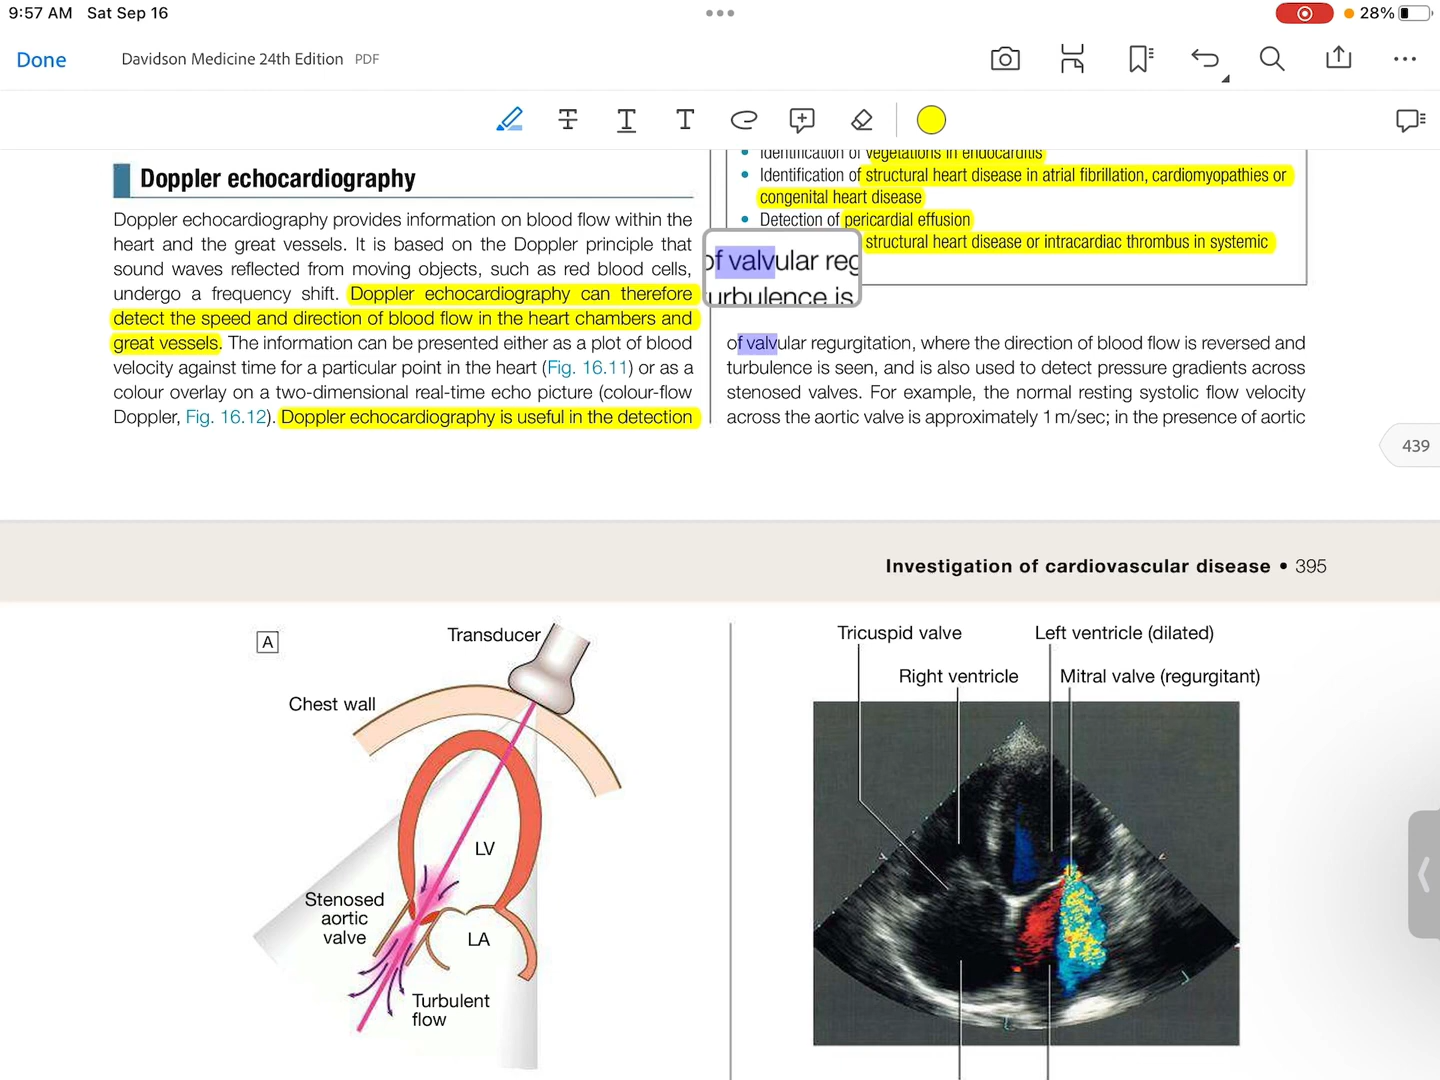 9:57 AM Sat Sep 16
28%
Done
Davidson Medicine 24th Edition PDF
T T T
Doppler echocardiography
Doppler echocardiography provides information on blood flow within the
heart and the great vessels. It is based on the Doppler principle that
sound waves reflected from moving objects, such as red blood cells,
undergo a frequency shift. Doppler echocardiography can therefore
detect the speed and direction of blood flow in the heart chambers and
great vessels. The information can be presented either as a plot of blood
velocity against time for a particular point in the heart (Fig. 16.11) or as a
colour overlay on a two-dimensional real-time echo picture (colour-flow
Doppler, Fig. 16.12). Doppler echocardiography is useful in the detection
• Identification of vegetations in endocarditis
• Identification of structural heart disease in atrial fibrillation, cardiomyopathies or
congenital heart disease
• Detection of pericardial effusion
structural heart disease or intracardiac thrombus in systemic
of valvular reg
urbulence is
of valvular regurgitation, where the direction of blood flow is reversed and
turbulence is seen, and is also used to detect pressure gradients across
stenosed valves. For example, the normal resting systolic flow velocity
across the aortic valve is approximately 1 m/sec; in the presence of aortic
439
Investigation of cardiovascular disease • 395
A
Transducer
Chest wall
LV
Stenosed
aortic
valve
LA
Turbulent
flow
Tricuspid valve
Left ventricle (dilated)
Right ventricle
Mitral valve (regurgitant)